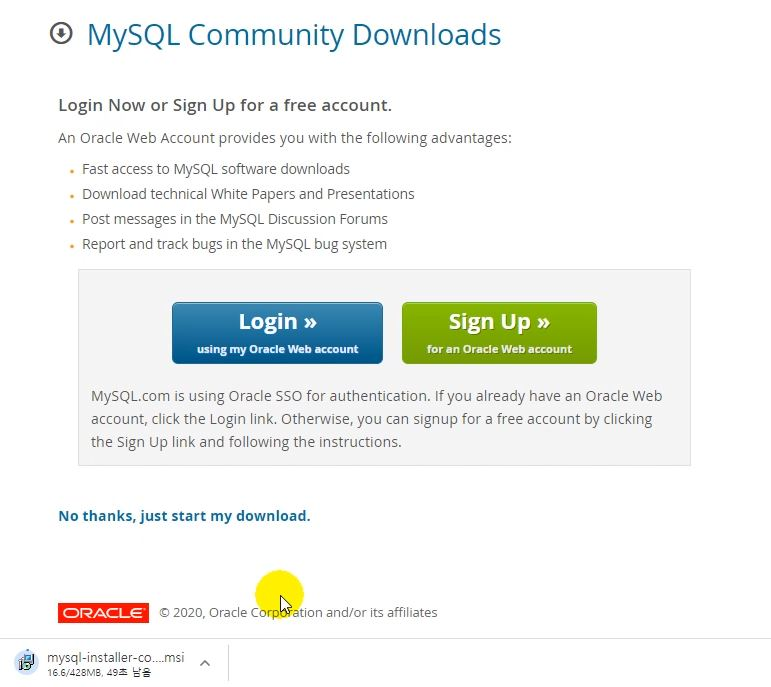 MySQL Community Downloads
Login Now or Sign Up for a free account.
An Oracle Web Account provides you with the following advantages:
Fast access to MySQL software downloads
Download technical White Papers and Presentations
Post messages in the MySQL Discussion Forums
Report and track bugs in the MySQL bug system
Login »
using my Oracle Web account
Sign Up »
for an Oracle Web account
MySQL.com is using Oracle SSO for authentication. If you already have an Oracle Web
account, click the Login link. Otherwise, you can signup for a free account by clicking
the Sign Up link and following the instructions.
No thanks, just start my download.
ORACLE © 2020, Oracle Corporation and/or its affiliates
mysql-installer-co....msi
16.6/428MB, 49초 남음